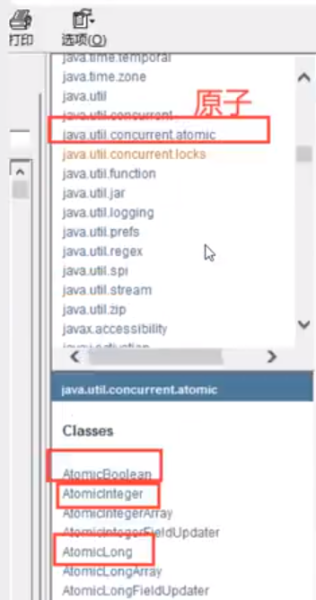 打印
选项(O)
java.time.temporal
java.time.zone
java.util
java.util.concurrent
原子
java.util.concurrent.atomic
java.util.concurrent.locks
java.util.function
java.util.jar
java.util.logging
java.util.prefs
java.util.regex
java.util.spi
java.util.stream
java.util.zip
javax.accessibility
javax.activation
java.util.concurrent.atomic
Classes
AtomicBoolean
AtomicInteger
AtomicIntegerArray
AtomicIntegerFieldUpdater
AtomicLong
AtomicLongArray
AtomicLongFieldUpdater